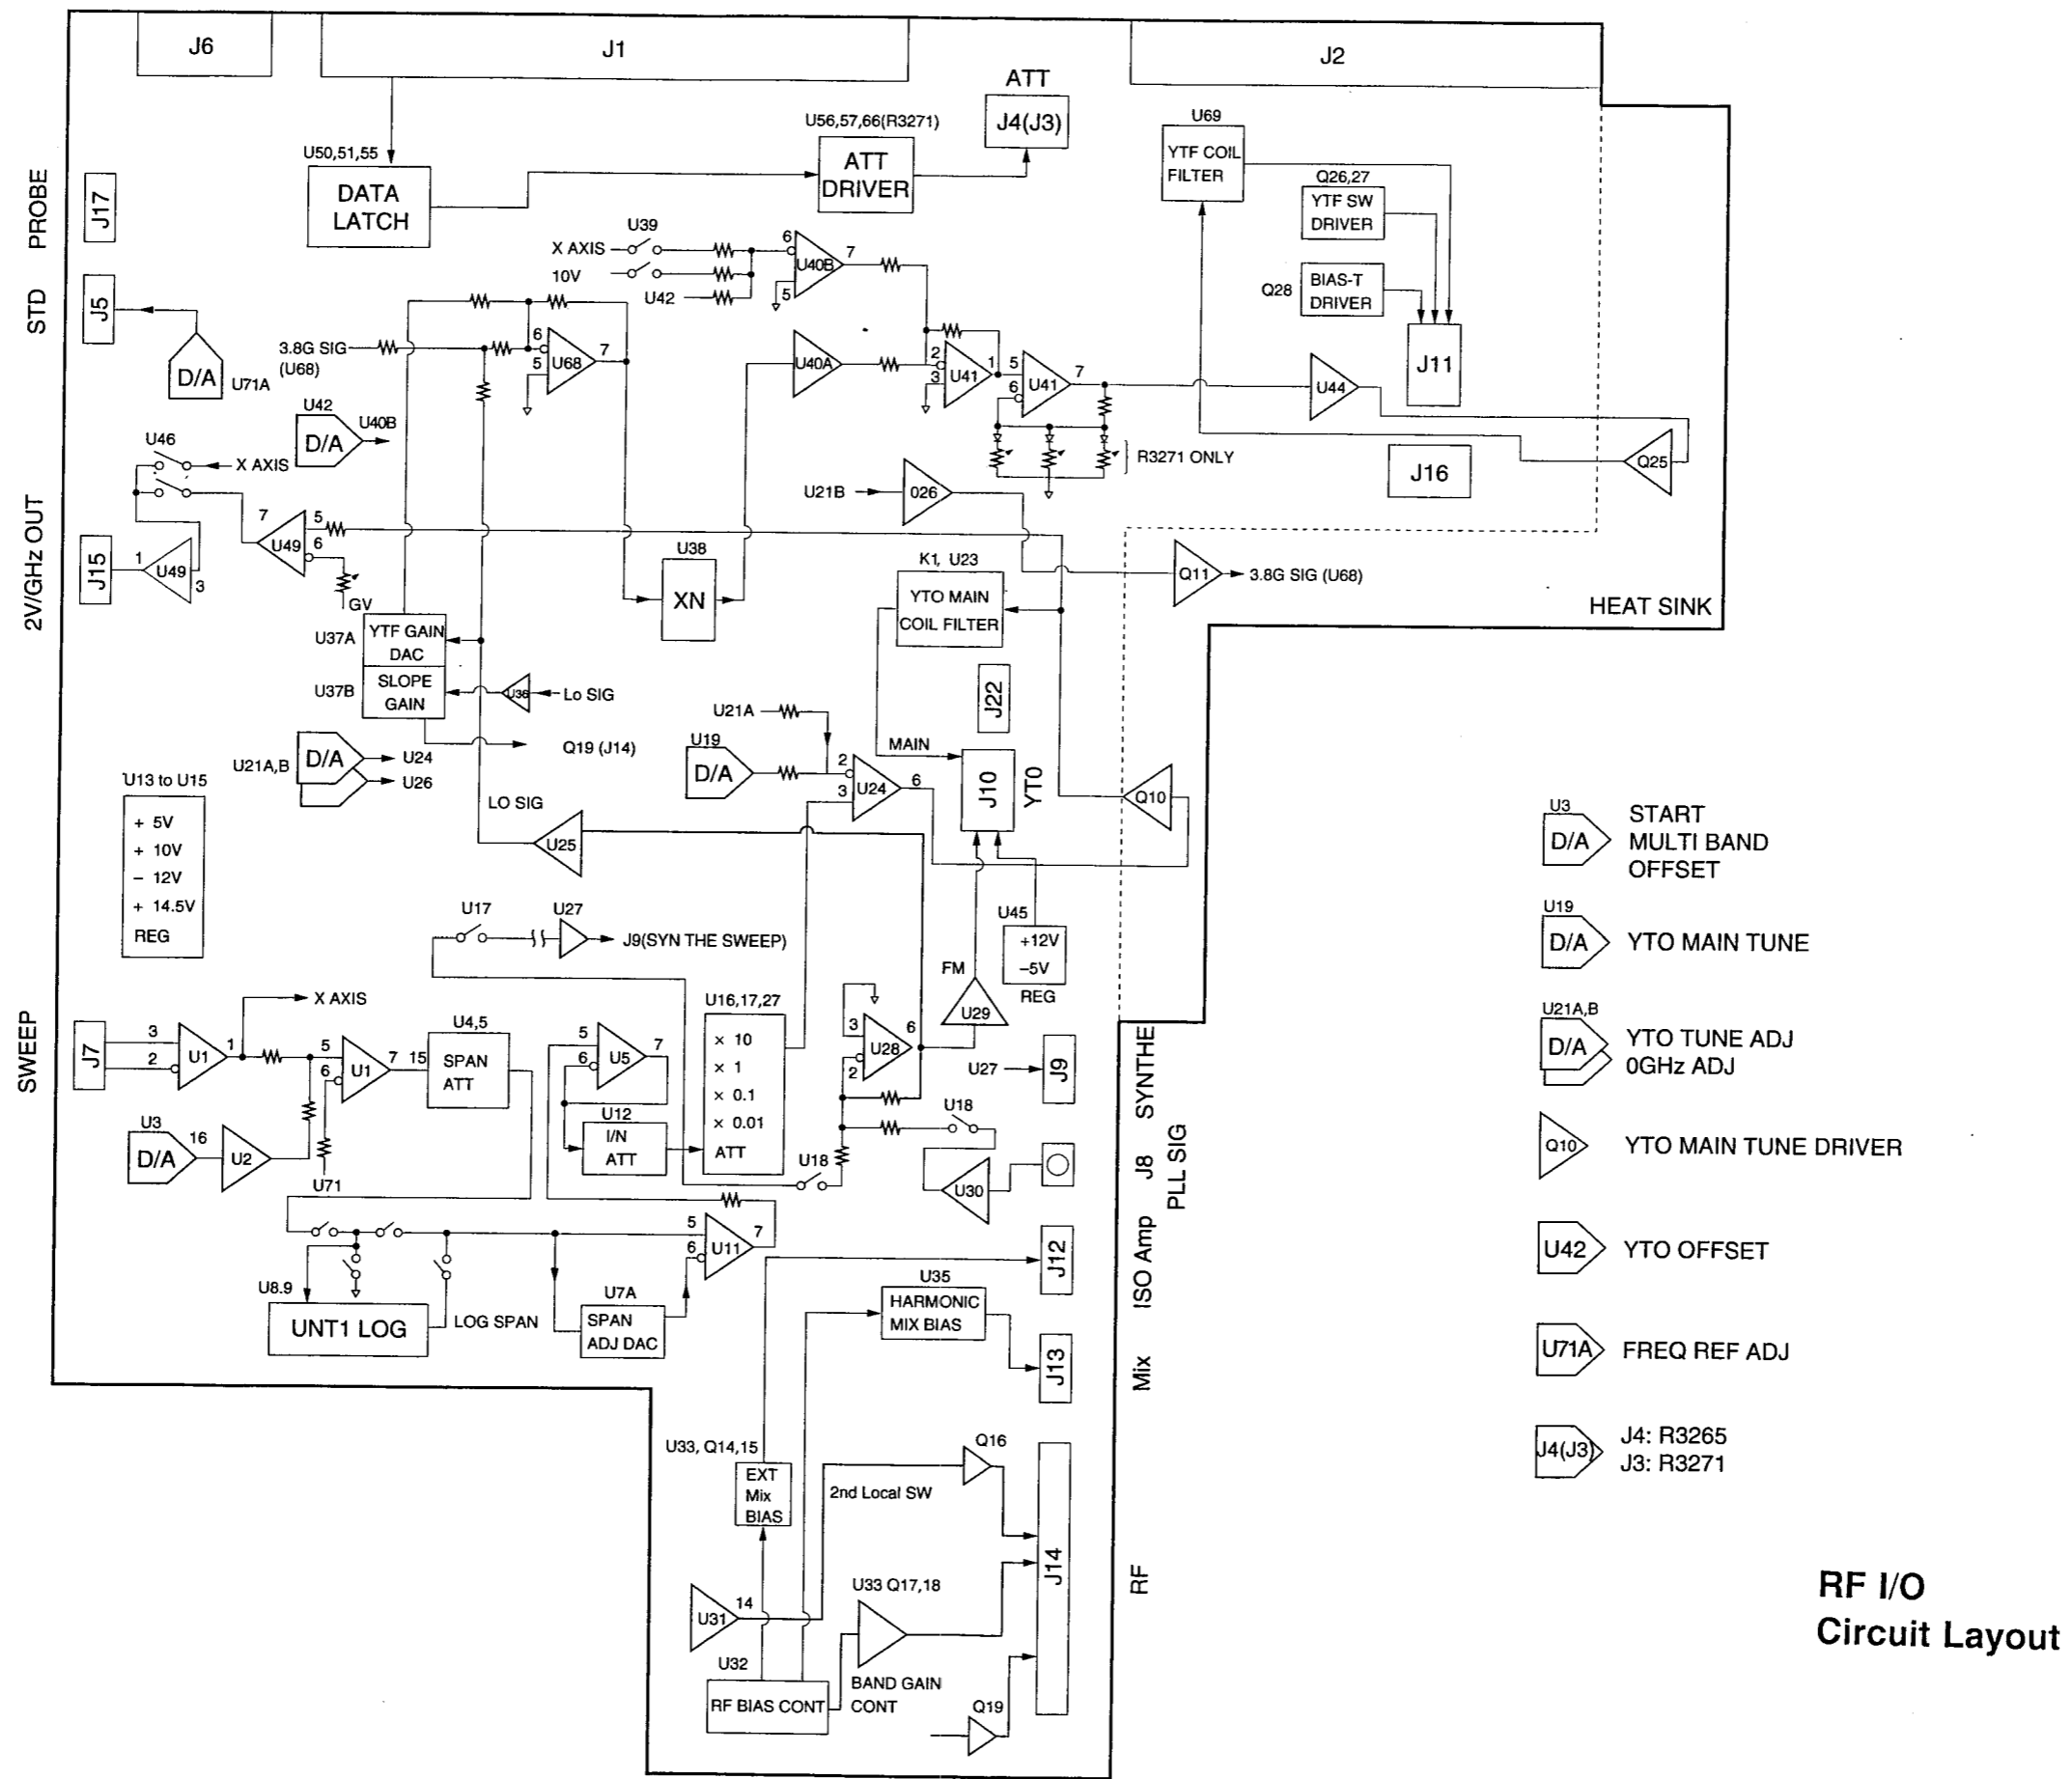 J6
J1
J2
ATT
J4(J3)
U56,57,66(R3271)
ATT
DRIVER
U50,51,55
DATA
LATCH
U69
YTF COIL
FILTER
Q26,27
YTF SW
DRIVER
Q28
BIAS-T
DRIVER
J11
J16
PROBE
J17
STD
J5
D/A
U71A
U39
X AXIS
10V
U42
6
5
U40B
7
3.8G SIG
(U68)
6
5
U68
7
U40A
2
3
U41
1
5
6
U41
7
U44
R3271 ONLY
Q25
U42
D/A
U40B
U46
X AXIS
2V/GHz OUT
J15
1
U49
3
7
U49
5
6
GV
U21B
026
U38
XN
K1, U23
YTO MAIN
COIL FILTER
Q11
3.8G SIG (U68)
HEAT SINK
U37A
YTF GAIN
DAC
U37B
SLOPE
GAIN
U36
Lo SIG
Q19 (J14)
J22
U21A
U19
D/A
2
3
U24
6
MAIN
J10
YTO
Q10
U21A,B
D/A
U24
U26
U13 to U15
+ 5V
+ 10V
− 12V
+ 14.5V
REG
LO SIG
U25
U17
U27
J9(SYN THE SWEEP)
U45
+12V
−5V
REG
FM
U29
SWEEP
J7
3
2
U1
1
X AXIS
5
6
U1
7
15
U4,5
SPAN
ATT
U3
D/A
16
U2
U71
5
6
U5
7
U12
I/N
ATT
U16,17,27
× 10
× 1
× 0.1
× 0.01
ATT
3
2
U28
6
U18
U18
U30
U27
J9
SYNTHE
J8
PLL SIG
5
6
U11
7
U8.9
UNT1 LOG
LOG SPAN
U7A
SPAN
ADJ DAC
U35
HARMONIC
MIX BIAS
J12
ISO Amp
J13
Mix
U33, Q14,15
EXT
Mix
BIAS
Q16
2nd Local SW
U31
14
U33 Q17,18
U32
RF BIAS CONT
BAND GAIN
CONT
Q19
J14
RF
U3
D/A
START
MULTI BAND
OFFSET
U19
D/A
YTO MAIN TUNE
U21A,B
D/A
YTO TUNE ADJ
0GHz ADJ
Q10
YTO MAIN TUNE DRIVER
U42
YTO OFFSET
U71A
FREQ REF ADJ
J4(J3)
J4: R3265
J3: R3271
RF I/O
Circuit Layout